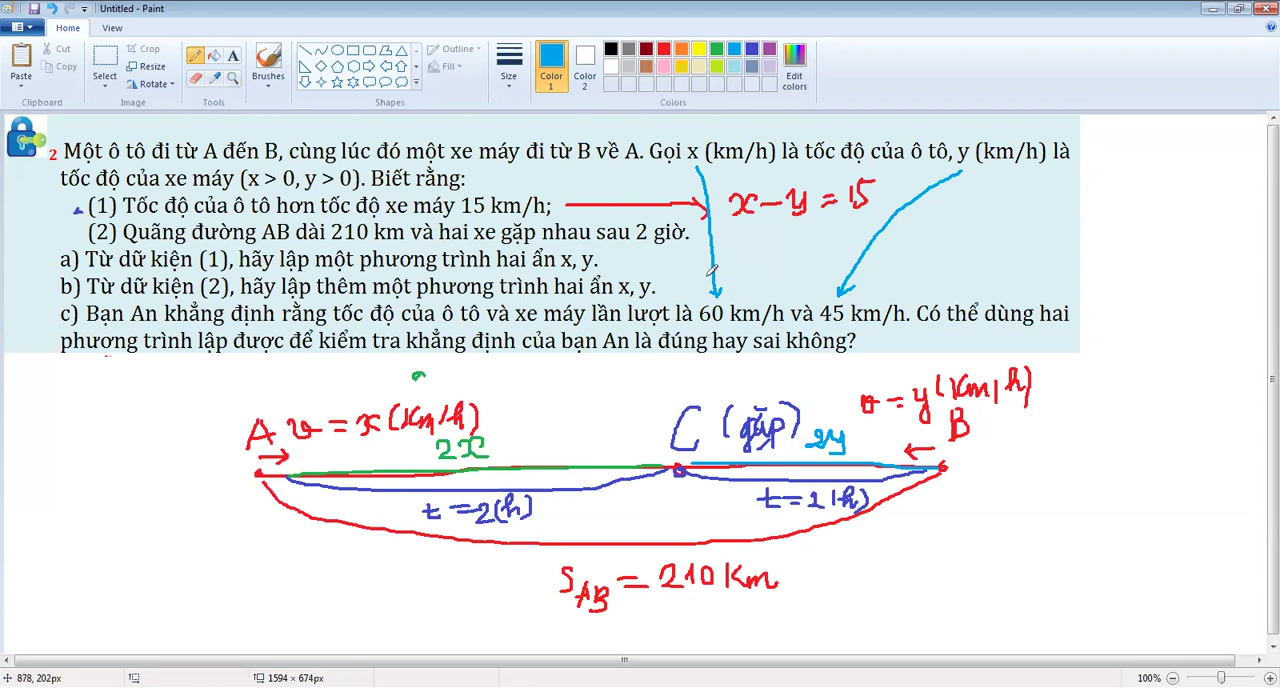 Untitled - Paint
Home View
Paste
Cut
Copy
Clipboard
Select
Crop
Resize
Rotate
Image
Tools
Brushes
Shapes
Outline
Fill
Size
Color 1
Color 2
Edit colors
Colors
2 Một ô tô đi từ A đến B, cùng lúc đó một xe máy đi từ B về A. Gọi x (km/h) là tốc độ của ô tô, y (km/h) là
tốc độ của xe máy (x > 0, y > 0). Biết rằng:
(1) Tốc độ của ô tô hơn tốc độ xe máy 15 km/h;
x - y = 15
(2) Quãng đường AB dài 210 km và hai xe gặp nhau sau 2 giờ.
a) Từ dữ kiện (1), hãy lập một phương trình hai ẩn x, y.
b) Từ dữ kiện (2), hãy lập thêm một phương trình hai ẩn x, y.
c) Bạn An khẳng định rằng tốc độ của ô tô và xe máy lần lượt là 60 km/h và 45 km/h. Có thể dùng hai
phương trình lập được để kiểm tra khẳng định của bạn An là đúng hay sai không?
A v = x (km/h)
C (gặp)
v = y (km/h)
B
2x
2y
t = 2(h)
t = 2(h)
S_AB = 210 Km
878, 202px
1594 × 674px
100%